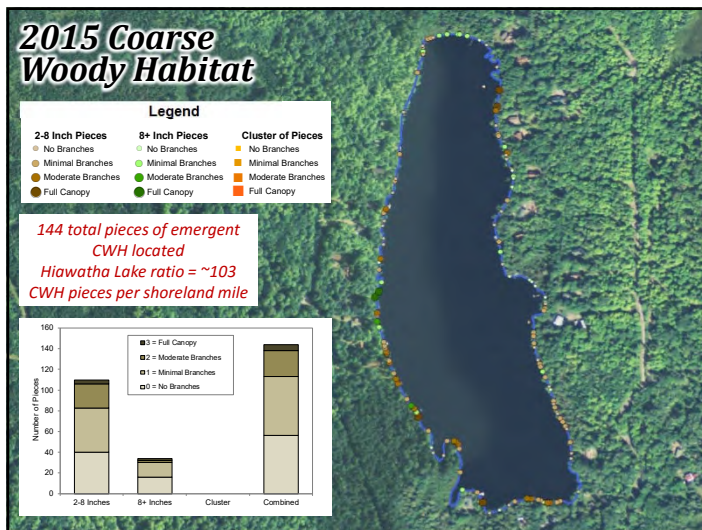 2015 Coarse
Woody Habitat
Legend
2-8 Inch Pieces
No Branches
Minimal Branches
Moderate Branches
Full Canopy
8+ Inch Pieces
No Branches
Minimal Branches
Moderate Branches
Full Canopy
Cluster of Pieces
No Branches
Minimal Branches
Moderate Branches
Full Canopy
144 total pieces of emergent
CWH located
Hiawatha Lake ratio = ~103
CWH pieces per shoreland mile
Number of Pieces
160
140
120
100
80
60
40
20
0
3 = Full Canopy
2 = Moderate Branches
1 = Minimal Branches
0 = No Branches
2-8 Inches
8+ Inches
Cluster
Combined